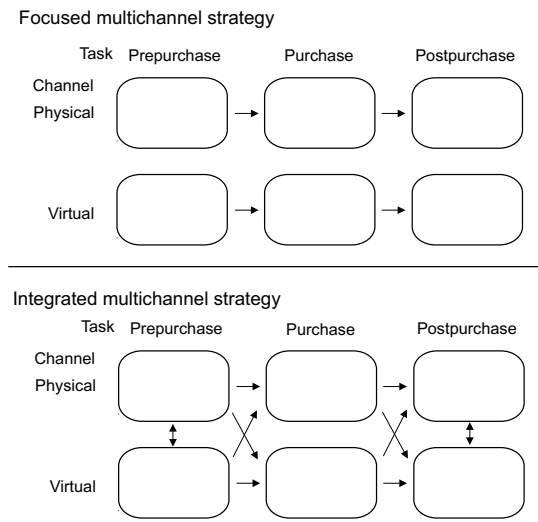 Focused multichannel strategy
Task Prepurchase Purchase Postpurchase
Channel
Physical
Virtual
Integrated multichannel strategy
Task Prepurchase Purchase Postpurchase
Channel
Physical
Virtual